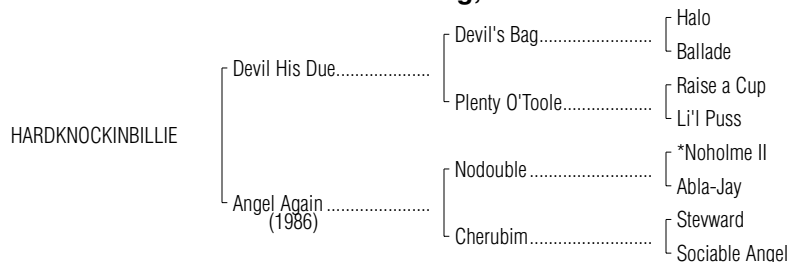 Halo
Devil's Bag
Ballade
Devil His Due
Raise a Cup
Plenty O'Toole
Li'l Puss
HARDKNOCKINBILLIE
*Noholme II
Nodouble
Abla-Jay
Angel Again
(1986)
Stevward
Cherubim
Sociable Angel